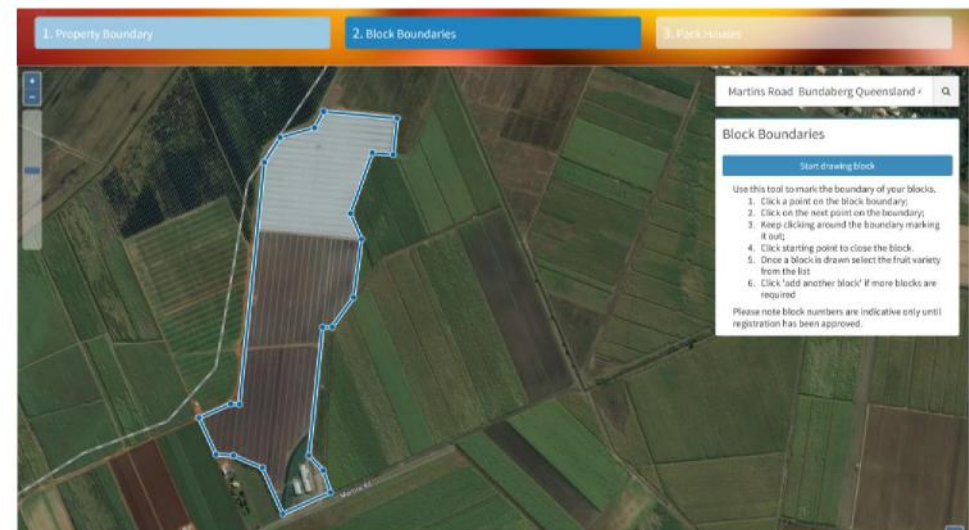 1. Property Boundary
2. Block Boundaries
3. Pack Houses
+
Martins Road Bundaberg Queensland
−
Block Boundaries
Start drawing block
Use this tool to mark the boundary of your blocks.
1. Click a point on the block boundary;
2. Click on the next point on the boundary;
3. Keep clicking around the boundary marking
it out;
4. Click starting point to close the block.
5. Once a block is drawn select the fruit variety
from the list
6. Click 'add another block' if more blocks are
required
Please note block numbers are indicative only until
registration has been approved.
Martins Rd